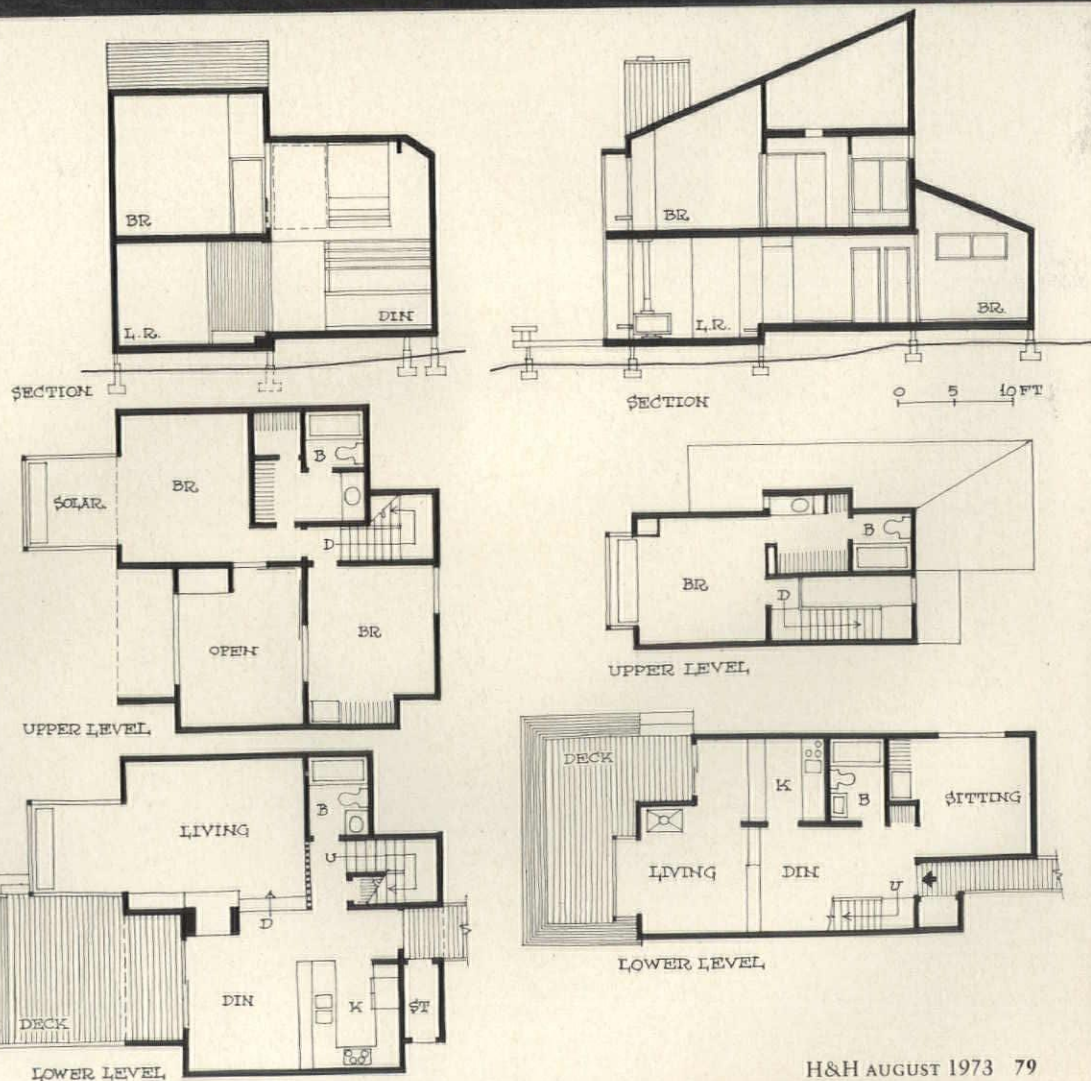 BR
L.R.
DIN
SECTION
BR
L.R.
BR.
SECTION
0 5 10 FT
SOLAR.
BR
B
D
OPEN
BR
UPPER LEVEL
BR
B
D
UPPER LEVEL
LIVING
B
U
D
DIN
K
ST
DECK
LOWER LEVEL
DECK
K
B
SITTING
LIVING
DIN
U
LOWER LEVEL
H&H AUGUST 1973 79